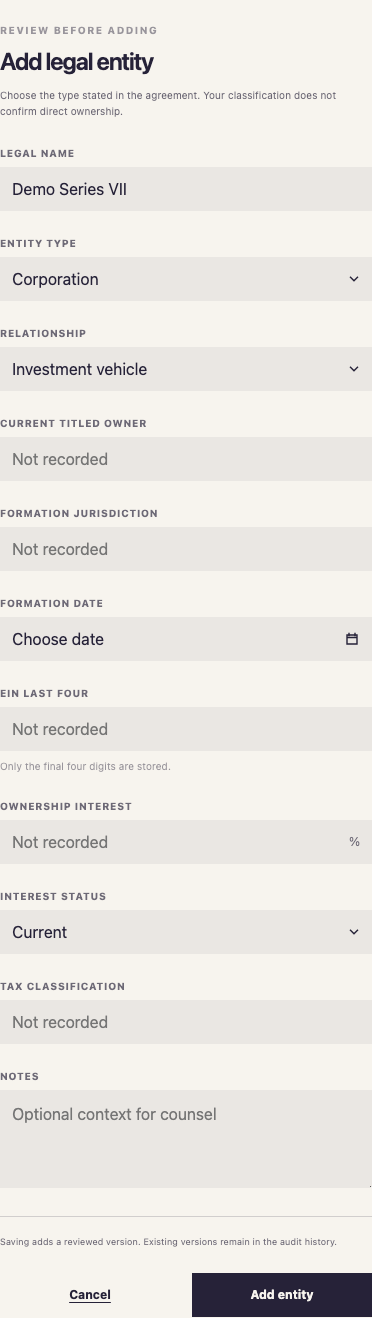 REVIEW BEFORE ADDING
Add legal entity
Choose the type stated in the agreement. Your classification does not
confirm direct ownership.
LEGAL NAME
Demo Series VII
ENTITY TYPE
Corporation
RELATIONSHIP
Investment vehicle
CURRENT TITLED OWNER
Not recorded
FORMATION JURISDICTION
Not recorded
FORMATION DATE
Choose date
EIN LAST FOUR
Not recorded
Only the final four digits are stored.
OWNERSHIP INTEREST
Not recorded %
INTEREST STATUS
Current
TAX CLASSIFICATION
Not recorded
NOTES
Optional context for counsel
Saving adds a reviewed version. Existing versions remain in the audit history.
Cancel Add entity